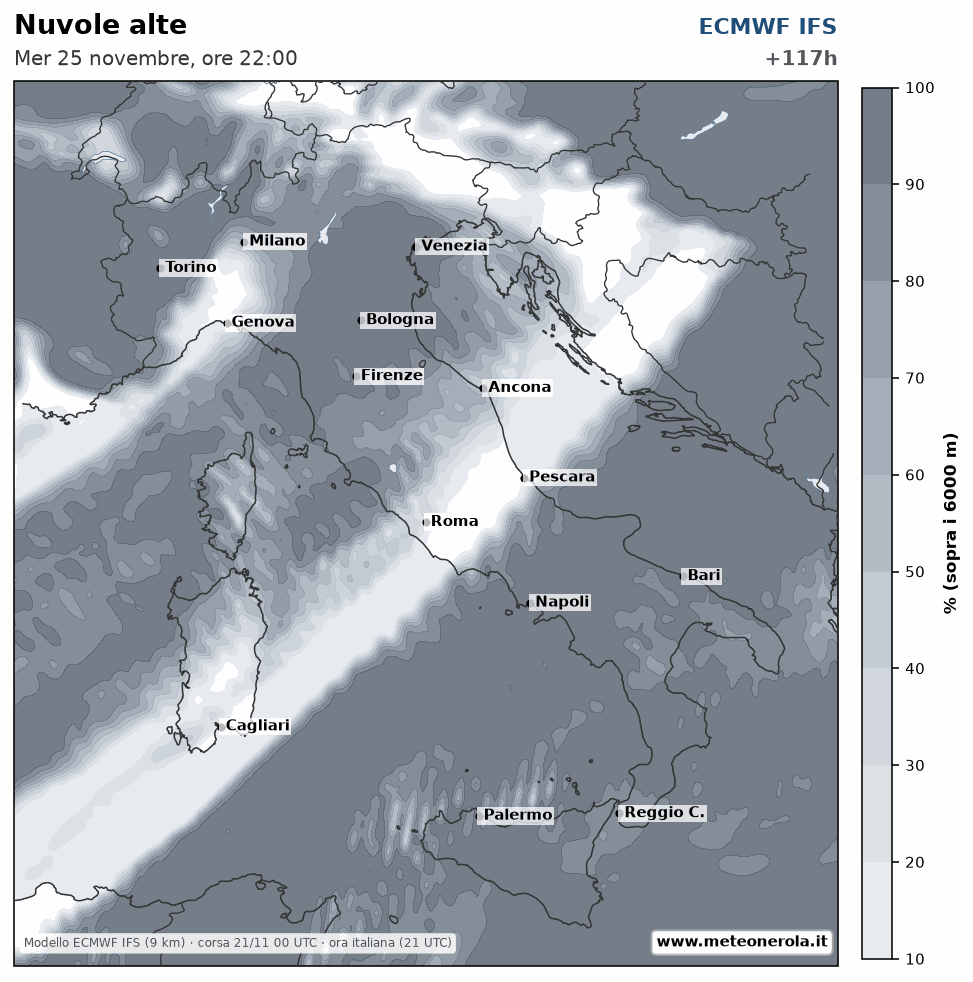 Nuvole alte
ECMWF IFS
Mer 25 novembre, ore 22:00
+117h
100
90
80
70
60
50
40
30
20
10
% (sopra i 6000 m)
Milano
Venezia
Torino
Genova
Bologna
Firenze
Ancona
Pescara
Roma
Bari
Napoli
Cagliari
Palermo
Reggio C.
Modello ECMWF IFS (9 km) · corsa 21/11 00 UTC · ora italiana (21 UTC)
www.meteonerola.it